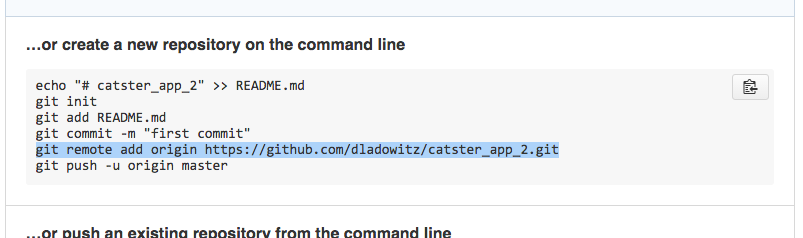 ...or create a new repository on the command line
echo "# catster_app_2" >> README.md
git init
git add README.md
git commit -m "first commit"
git remote add origin https://github.com/dladowitz/catster_app_2.git
git push -u origin master
...or push an existing repository from the command line